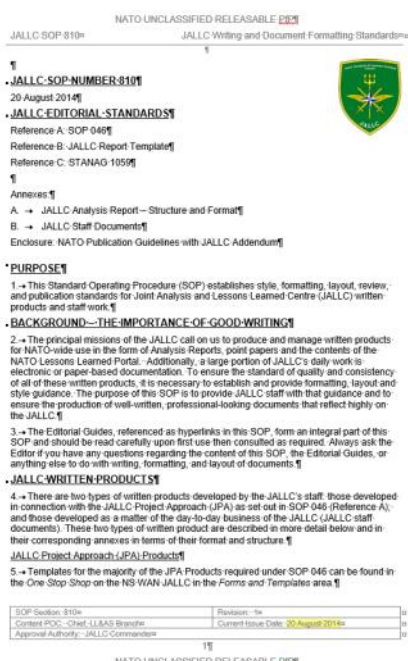 NATO UNCLASSIFIED RELEASABLE PfP¶
JALLC SOP 810¤ JALLC Writing and Document Formatting Standards¤
¶
¶
JALLC SOP NUMBER 810¶
20 August 2014¶
JALLC EDITORIAL STANDARDS¶
Reference A: SOP 046¶
Reference B: JALLC Report Template¶
Reference C: STANAG 1059¶
¶
Annexes:¶
A. → JALLC Analysis Report – Structure and Format¶
B. → JALLC Staff Documents¶
Enclosure: NATO Publication Guidelines with JALLC Addendum¶
JALLC
PURPOSE¶
1. → This Standard Operating Procedure (SOP) establishes style, formatting, layout, review,
and publication standards for Joint Analysis and Lessons Learned Centre (JALLC) written
products and staff work.¶
BACKGROUND – THE IMPORTANCE OF GOOD WRITING¶
2. → The principal missions of the JALLC call on us to produce and manage written products
for NATO-wide use in the form of Analysis Reports, point papers and the contents of the
NATO Lessons Learned Portal. Additionally, a large portion of JALLC's daily work is
electronic or paper-based documentation. To ensure the standard of quality and consistency
of all of these written products, it is necessary to establish and provide formatting, layout and
style guidance. The purpose of this SOP is to provide JALLC staff with that guidance and to
ensure the production of well-written, professional-looking documents that reflect highly on
the JALLC.¶
3. → The Editorial Guides, referenced as hyperlinks in this SOP, form an integral part of this
SOP and should be read carefully upon first use then consulted as required. Always ask the
Editor if you have any questions regarding the content of this SOP, the Editorial Guides, or
anything else to do with writing, formatting, and layout of documents.¶
JALLC WRITTEN PRODUCTS¶
4. → There are two types of written products developed by the JALLC's staff: those developed
in connection with the JALLC Project Approach (JPA) as set out in SOP 046 (Reference A);
and those developed as a matter of the day-to-day business of the JALLC (JALLC staff
documents). These two types of written product are described in more detail below and in
their corresponding annexes in terms of their format and structure.¶
JALLC Project Approach (JPA) Products¶
5. → Templates for the majority of the JPA Products required under SOP 046 can be found in
the One Stop Shop on the NS WAN JALLC in the Forms and Templates area.¶
SOP Section: 810¤ Revision: 
Content POC: Chief, LL&AS Branch¤ Current Issue Date: 20 August 2014¤
Approval Authority: JALLC Commander¤
1¶
NATO UNCLASSIFIED RELEASABLE PfP¶